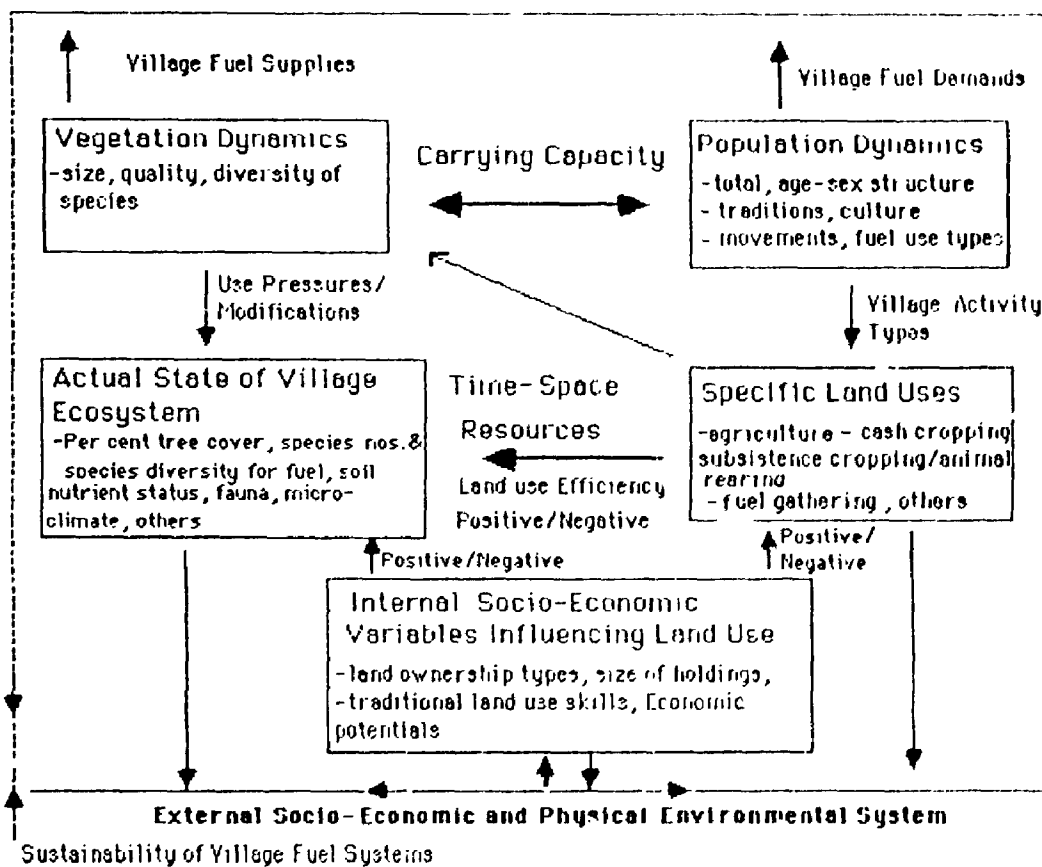 Village Fuel Supplies
Village Fuel Demands
Vegetation Dynamics
-size, quality, diversity of
species
Carrying Capacity
Population Dynamics
-total, age-sex structure
- traditions, culture
- movements, fuel use types
Use Pressures/
Modifications
Village Activity
Types
Actual State of Village
Ecosystem
-Per cent tree cover, species nos.&
species diversity for fuel, soil
nutrient status, fauna, micro-
climate, others
Time-Space
Resources
Land use Efficiency
Positive/Negative
Specific Land Uses
-agriculture - cash cropping
subsistence cropping/animal
rearing
- fuel gathering , others
Positive/Negative
Positive/
Negative
Internal Socio-Economic
Variables Influencing Land Use
-land ownership types, size of holdings,
-traditional land use skills, Economic
potentials
External Socio-Economic and Physical Environmental System
Sustainability of Village Fuel Systems